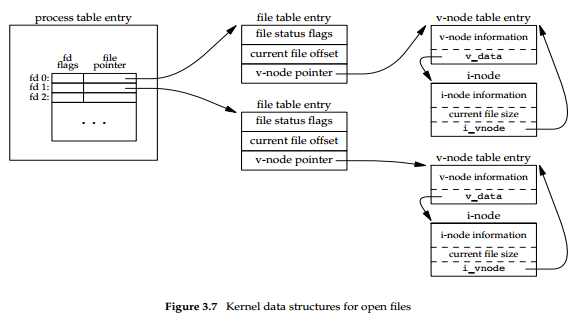 process table entry
fd flags
file pointer
fd 0:
fd 1:
fd 2:
. . .
file table entry
file status flags
current file offset
v-node pointer
file table entry
file status flags
current file offset
v-node pointer
v-node table entry
v-node information
v_data
i-node
i-node information
current file size
i_vnode
v-node table entry
v-node information
v_data
i-node
i-node information
current file size
i_vnode
Figure 3.7 Kernel data structures for open files